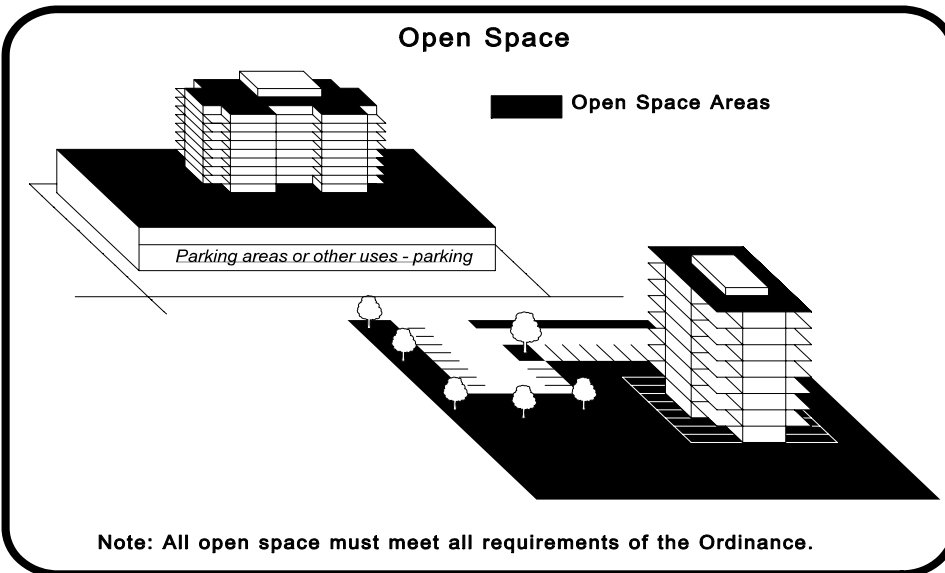 Open Space
Open Space Areas
Parking areas or other uses - parking
Note: All open space must meet all requirements of the Ordinance.